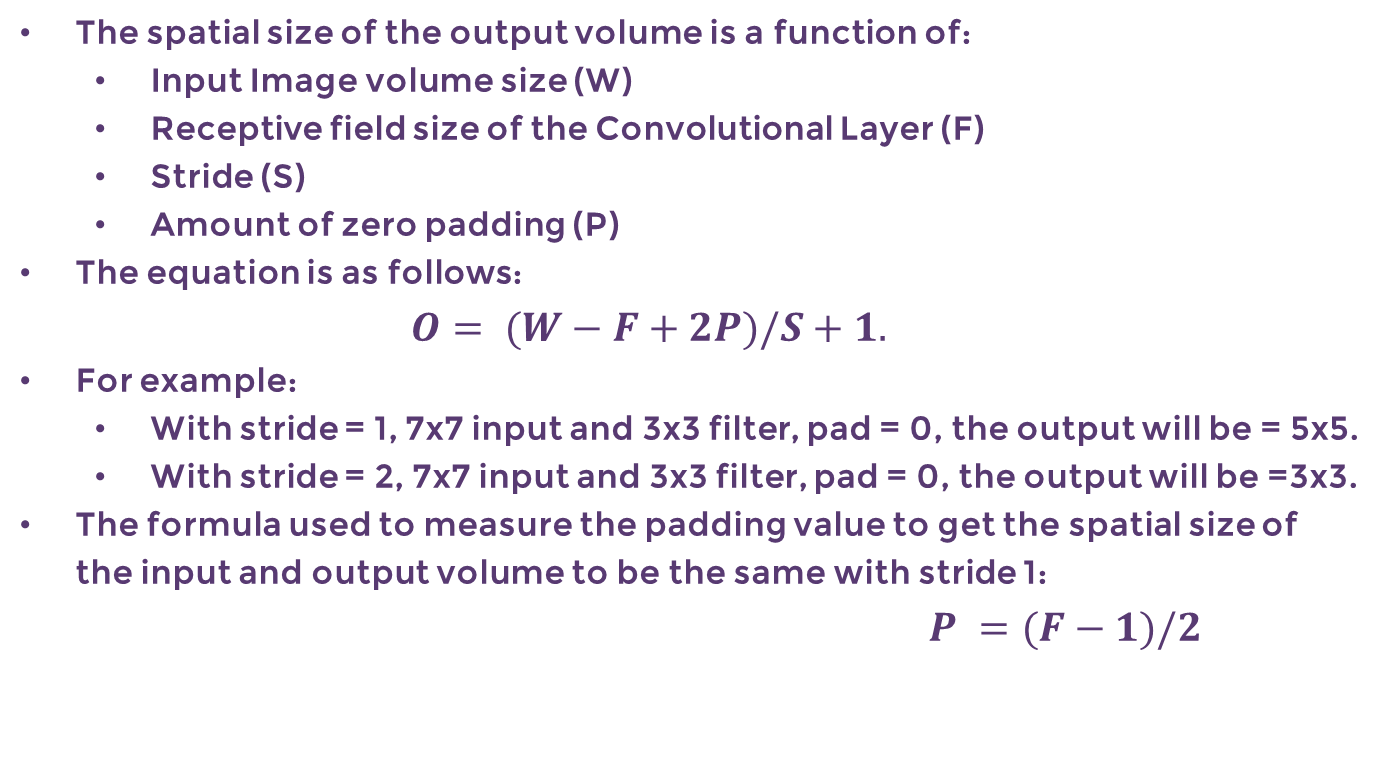 • The spatial size of the output volume is a function of:
• Input Image volume size (W)
• Receptive field size of the Convolutional Layer (F)
• Stride (S)
• Amount of zero padding (P)
• The equation is as follows:
O = (W − F + 2P)/S + 1.
• For example:
• With stride = 1, 7x7 input and 3x3 filter, pad = 0, the output will be = 5x5.
• With stride = 2, 7x7 input and 3x3 filter, pad = 0, the output will be =3x3.
• The formula used to measure the padding value to get the spatial size of
the input and output volume to be the same with stride 1:
P = (F − 1)/2